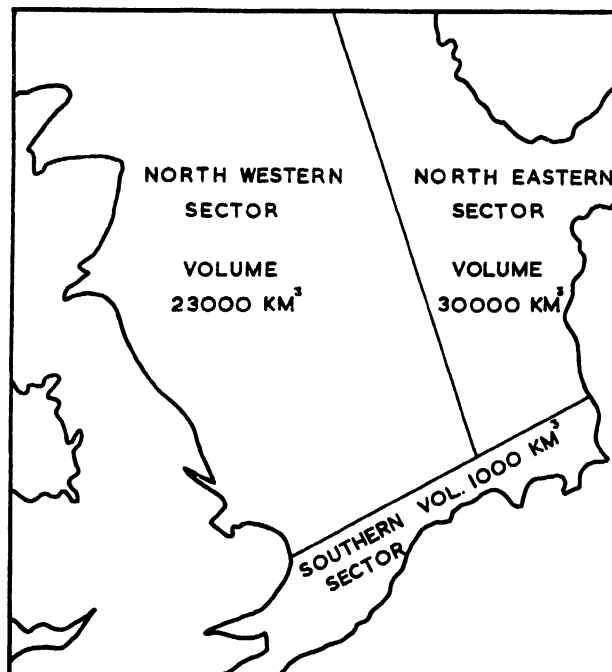 NORTH WESTERN
SECTOR
VOLUME
23000 KM³
NORTH EASTERN
SECTOR
VOLUME
30000 KM³
SOUTHERN VOL. 1000 KM³
SECTOR